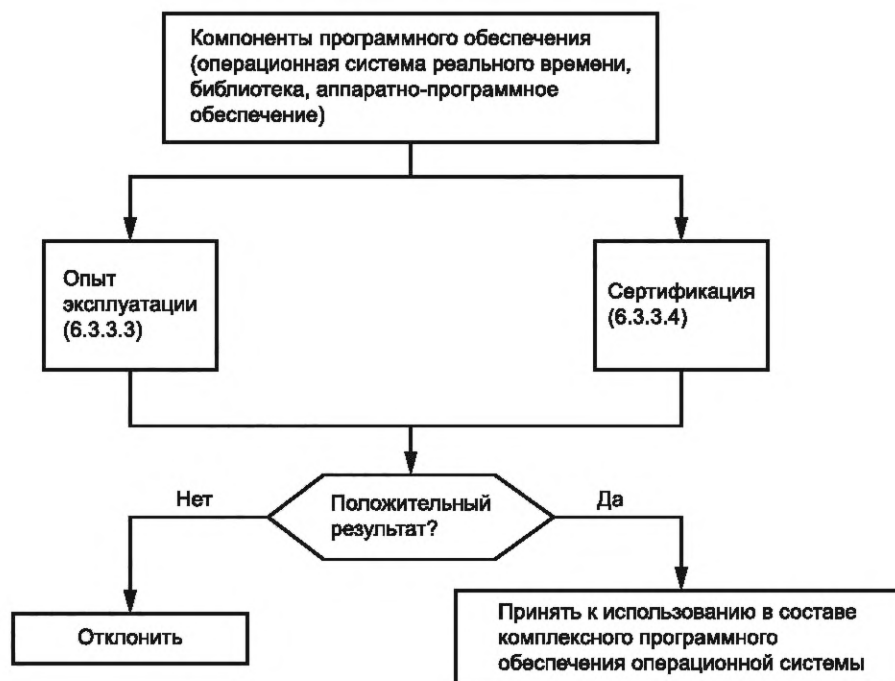 Компоненты программного обеспечения
(операционная система реального времени,
библиотека, аппаратно-программное
обеспечение)
Опыт
эксплуатации
(6.3.3.3)
Сертификация
(6.3.3.4)
Нет
Положительный
результат?
Да
Отклонить
Принять к использованию в составе
комплексного программного
обеспечения операционной системы